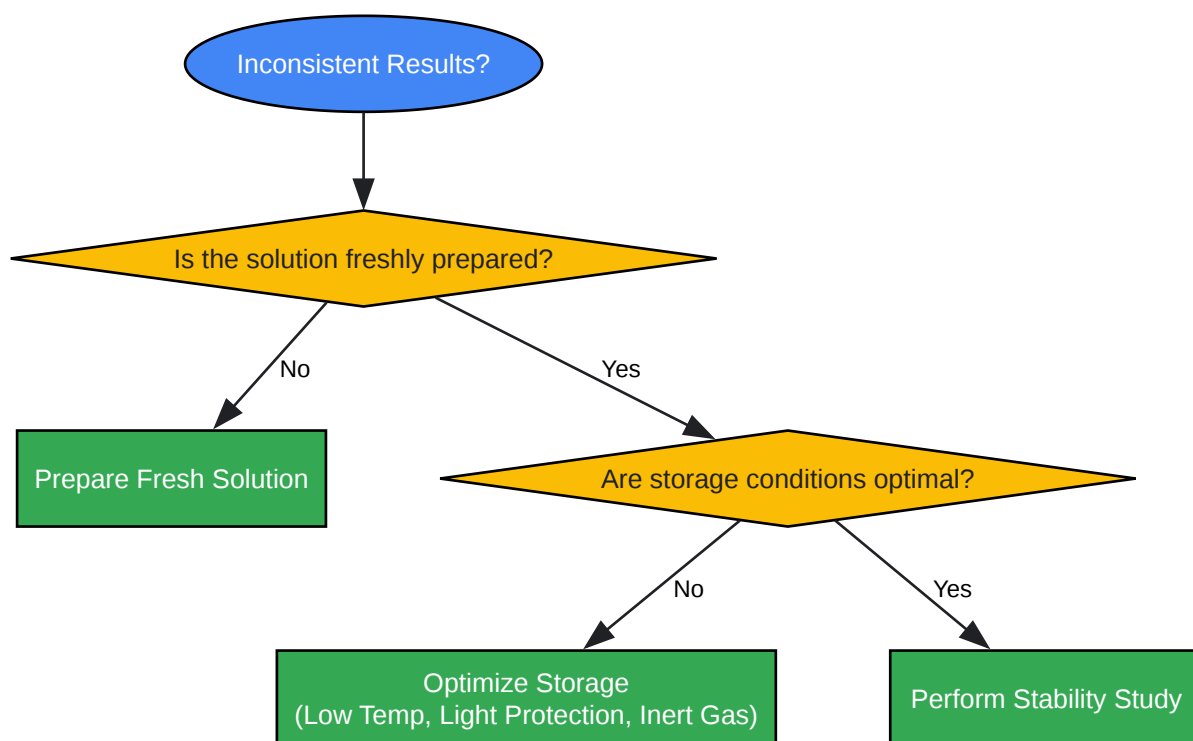 Inconsistent Results?
Is the solution freshly prepared?
No
Yes
Prepare Fresh Solution
Are storage conditions optimal?
No
Yes
Optimize Storage
(Low Temp, Light Protection, Inert Gas)
Perform Stability Study